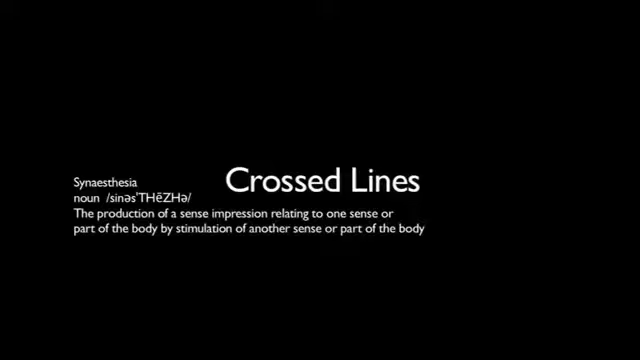 Crossed Lines
Synaesthesia
noun /sinəsˈTHēZHə/
The production of a sense impression relating to one sense or
part of the body by stimulation of another sense or part of the body